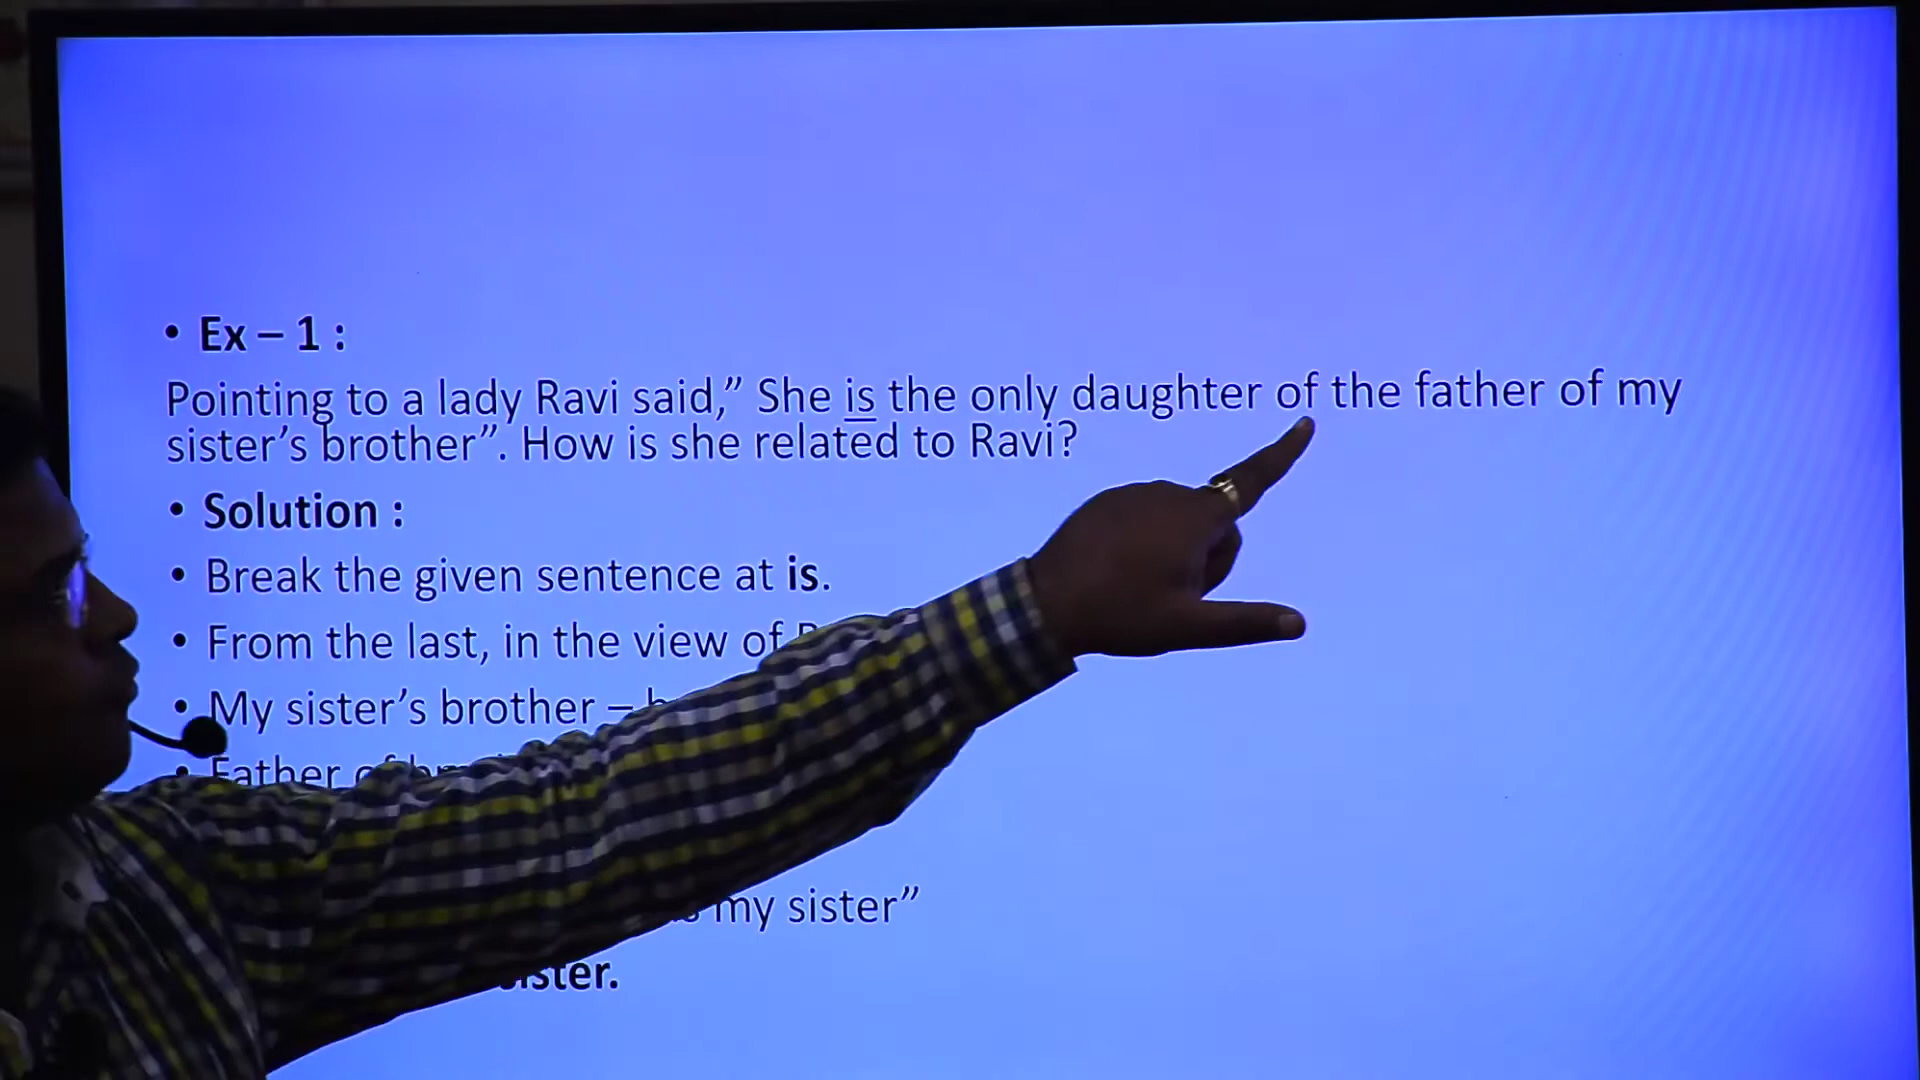 • Ex – 1 :
Pointing to a lady Ravi said,” She is the only daughter of the father of my
sister’s brother”. How is she related to Ravi?
• Solution :
• Break the given sentence at is.
• From the last, in the view of
• My sister’s brother –
• Father of
my sister”